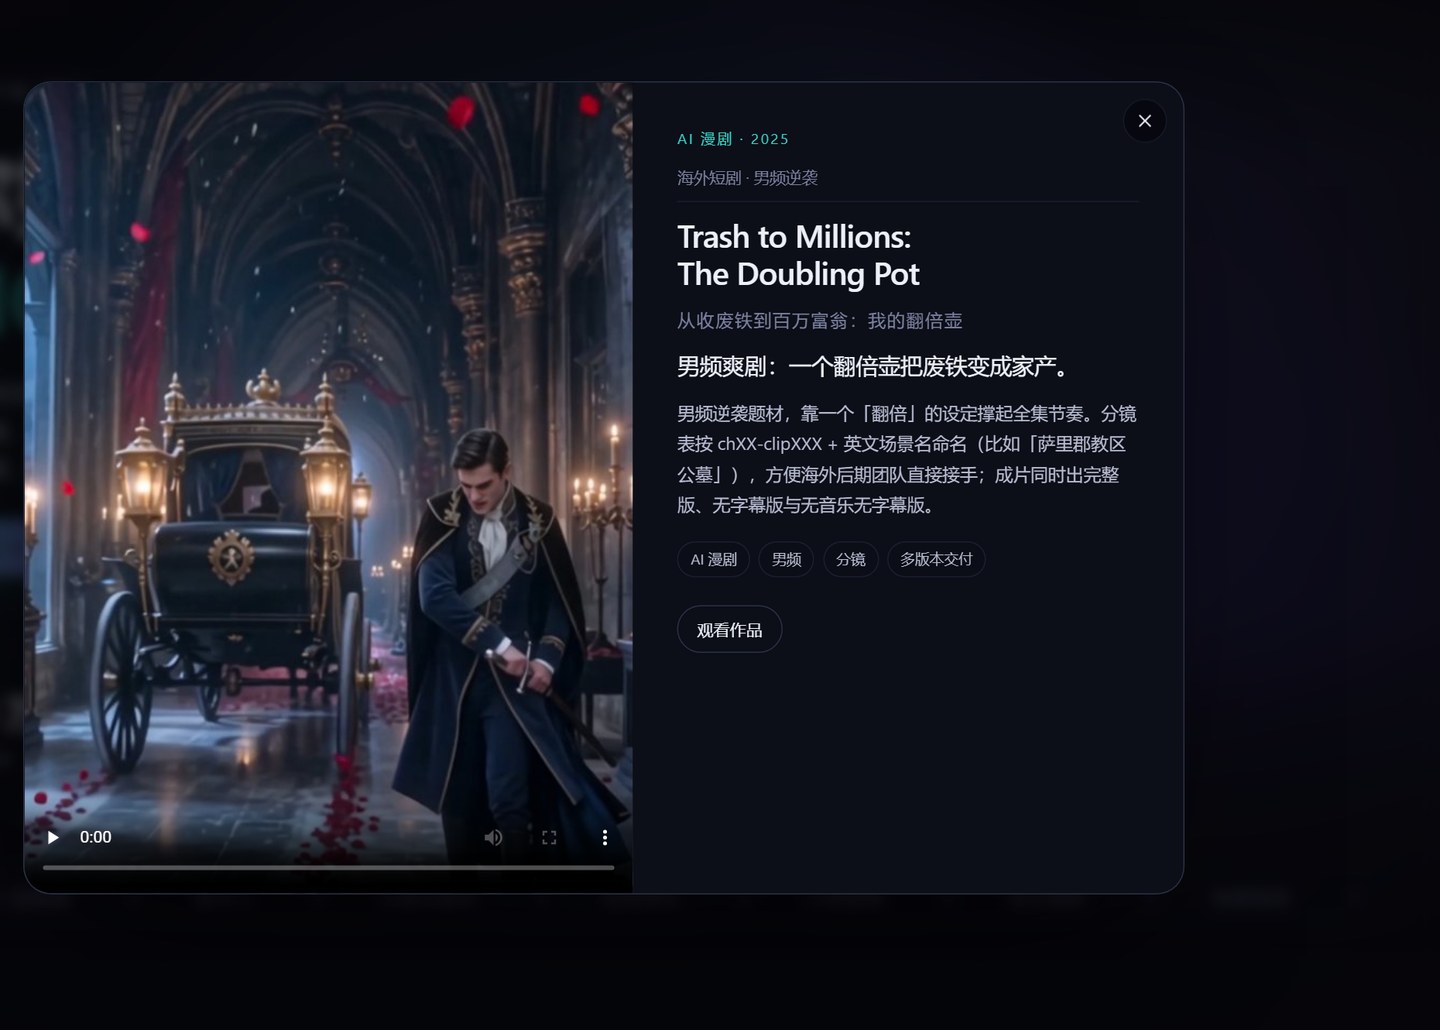 AI 漫剧 · 2025
海外短剧 · 男频逆袭
Trash to Millions:
The Doubling Pot
从收废铁到百万富翁：我的翻倍壶
男频爽剧：一个翻倍壶把废铁变成家产。
男频逆袭题材，靠一个「翻倍」的设定撑起全集节奏。分镜
表按 chXX-clipXXX + 英文场景名命名（比如「萨里郡教区
公墓」），方便海外后期团队直接接手；成片同时出完整
版、无字幕版与无音乐无字幕版。
AI 漫剧 男频 分镜 多版本交付
观看作品
0:00